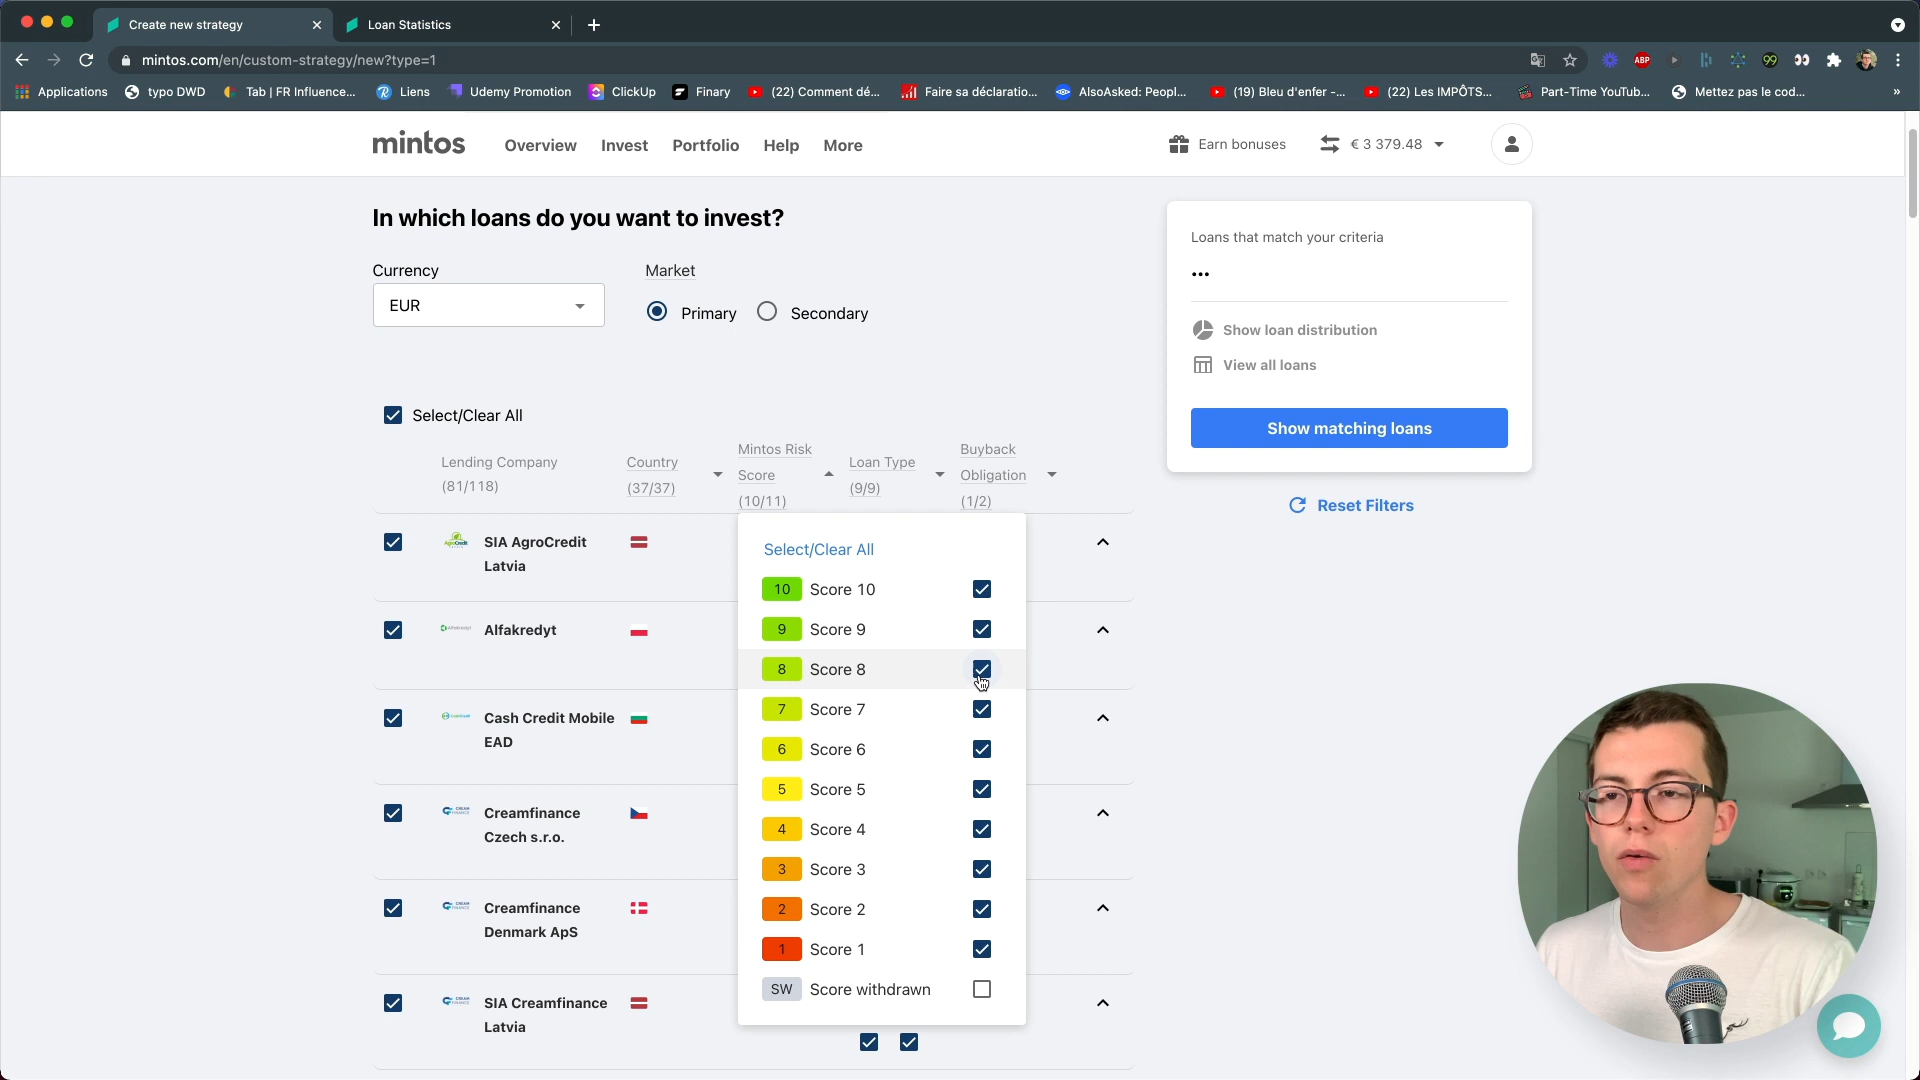 Create new strategy
Loan Statistics
mintos.com/en/custom-strategy/new?type=1
ABP
99
Applications
typo DWD
Tab | FR Influence...
Liens
Udemy Promotion
ClickUp
Finary
(22) Comment dé...
Faire sa déclaratio...
AlsoAsked: Peopl...
(19) Bleu d'enfer -...
(22) Les IMPÔTS...
Part-Time YouTub...
Mettez pas le cod...
»
mintos
Overview
Invest
Portfolio
Help
More
Earn bonuses
€ 3 379.48
In which loans do you want to invest?
Currency
EUR
Market
Primary
Secondary
Loans that match your criteria
...
Show loan distribution
View all loans
Show matching loans
Reset Filters
Select/Clear All
Lending Company
(81/118)
Country
(37/37)
Mintos Risk
Score
(10/11)
Loan Type
(9/9)
Buyback
Obligation
(1/2)
SIA AgroCredit
Latvia
Alfakredyt
Cash Credit Mobile
EAD
Creamfinance
Czech s.r.o.
Creamfinance
Denmark ApS
SIA Creamfinance
Latvia
Select/Clear All
10 Score 10
9 Score 9
8 Score 8
7 Score 7
6 Score 6
5 Score 5
4 Score 4
3 Score 3
2 Score 2
1 Score 1
SW Score withdrawn